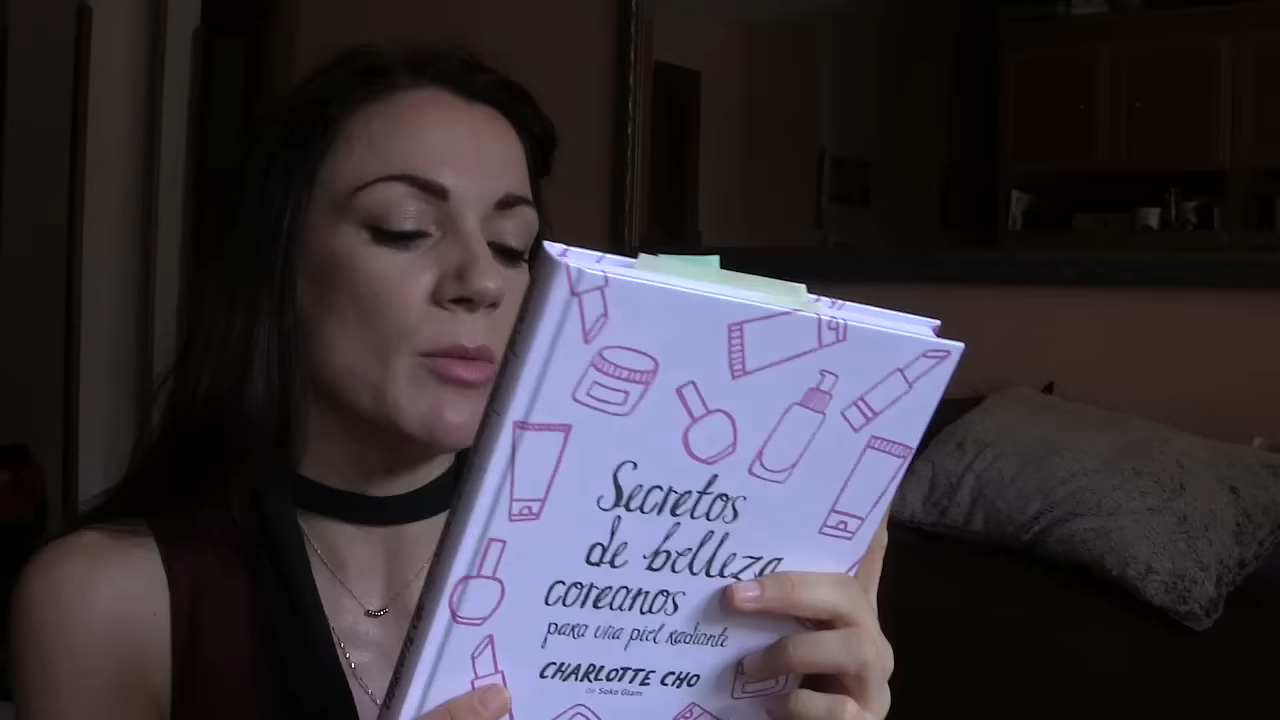 Secretos
de belleza
coreanos
para una piel radiante
CHARLOTTE CHO
de Soko Glam